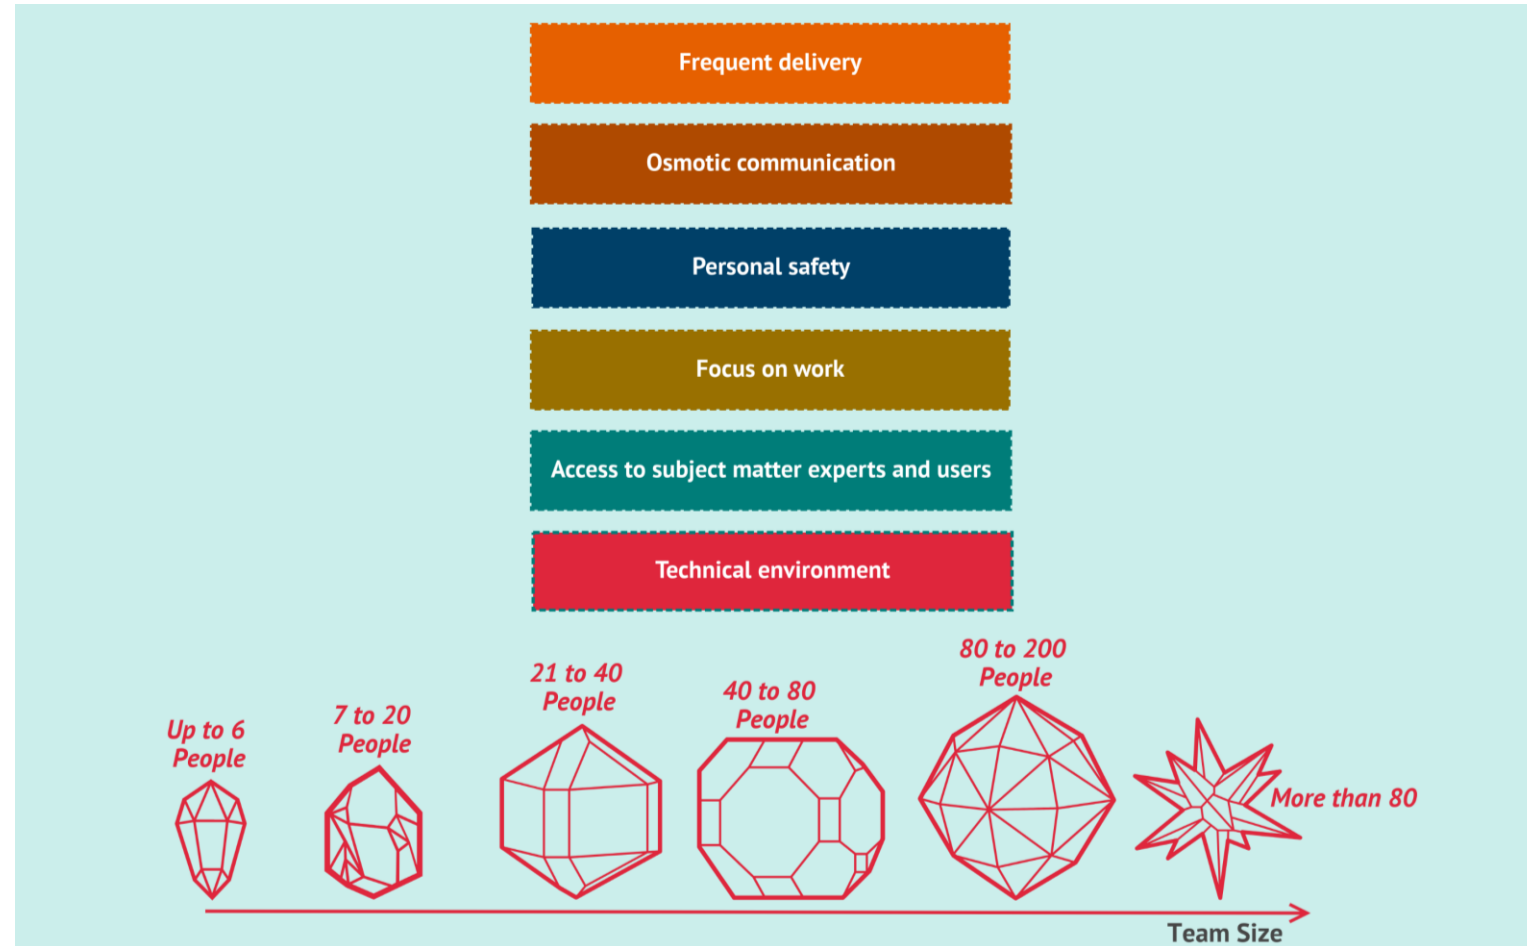 Frequent delivery
Osmotic communication
Personal safety
Focus on work
Access to subject matter experts and users
Technical environment
Up to 6
People
7 to 20
People
21 to 40
People
40 to 80
People
80 to 200
People
More than 80
Team Size